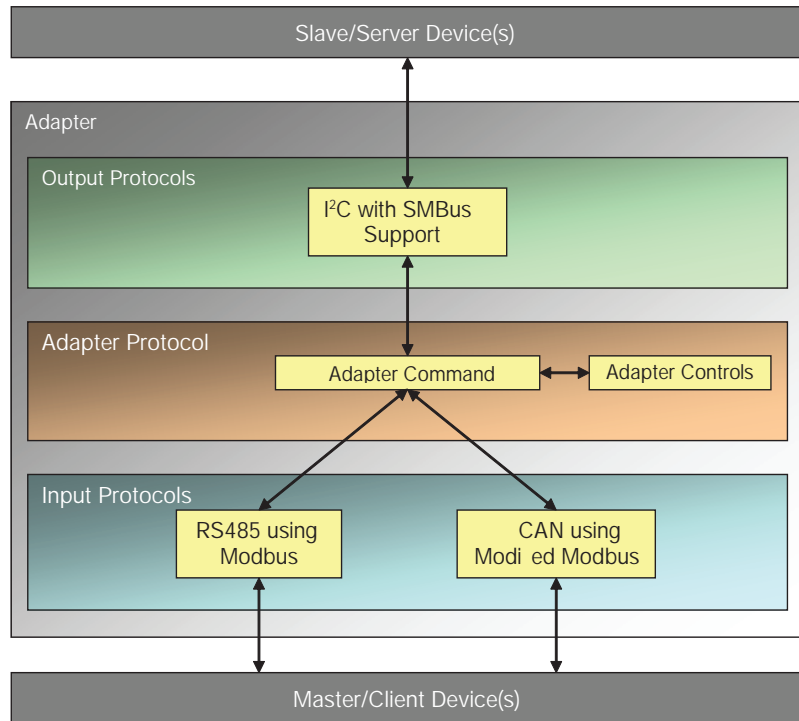 Slave/Server Device(s)
Adapter
Output Protocols
I²C with SMBus
Support
Adapter Protocol
Adapter Command
Adapter Controls
Input Protocols
RS485 using
Modbus
CAN using
Modi ed Modbus
Master/Client Device(s)